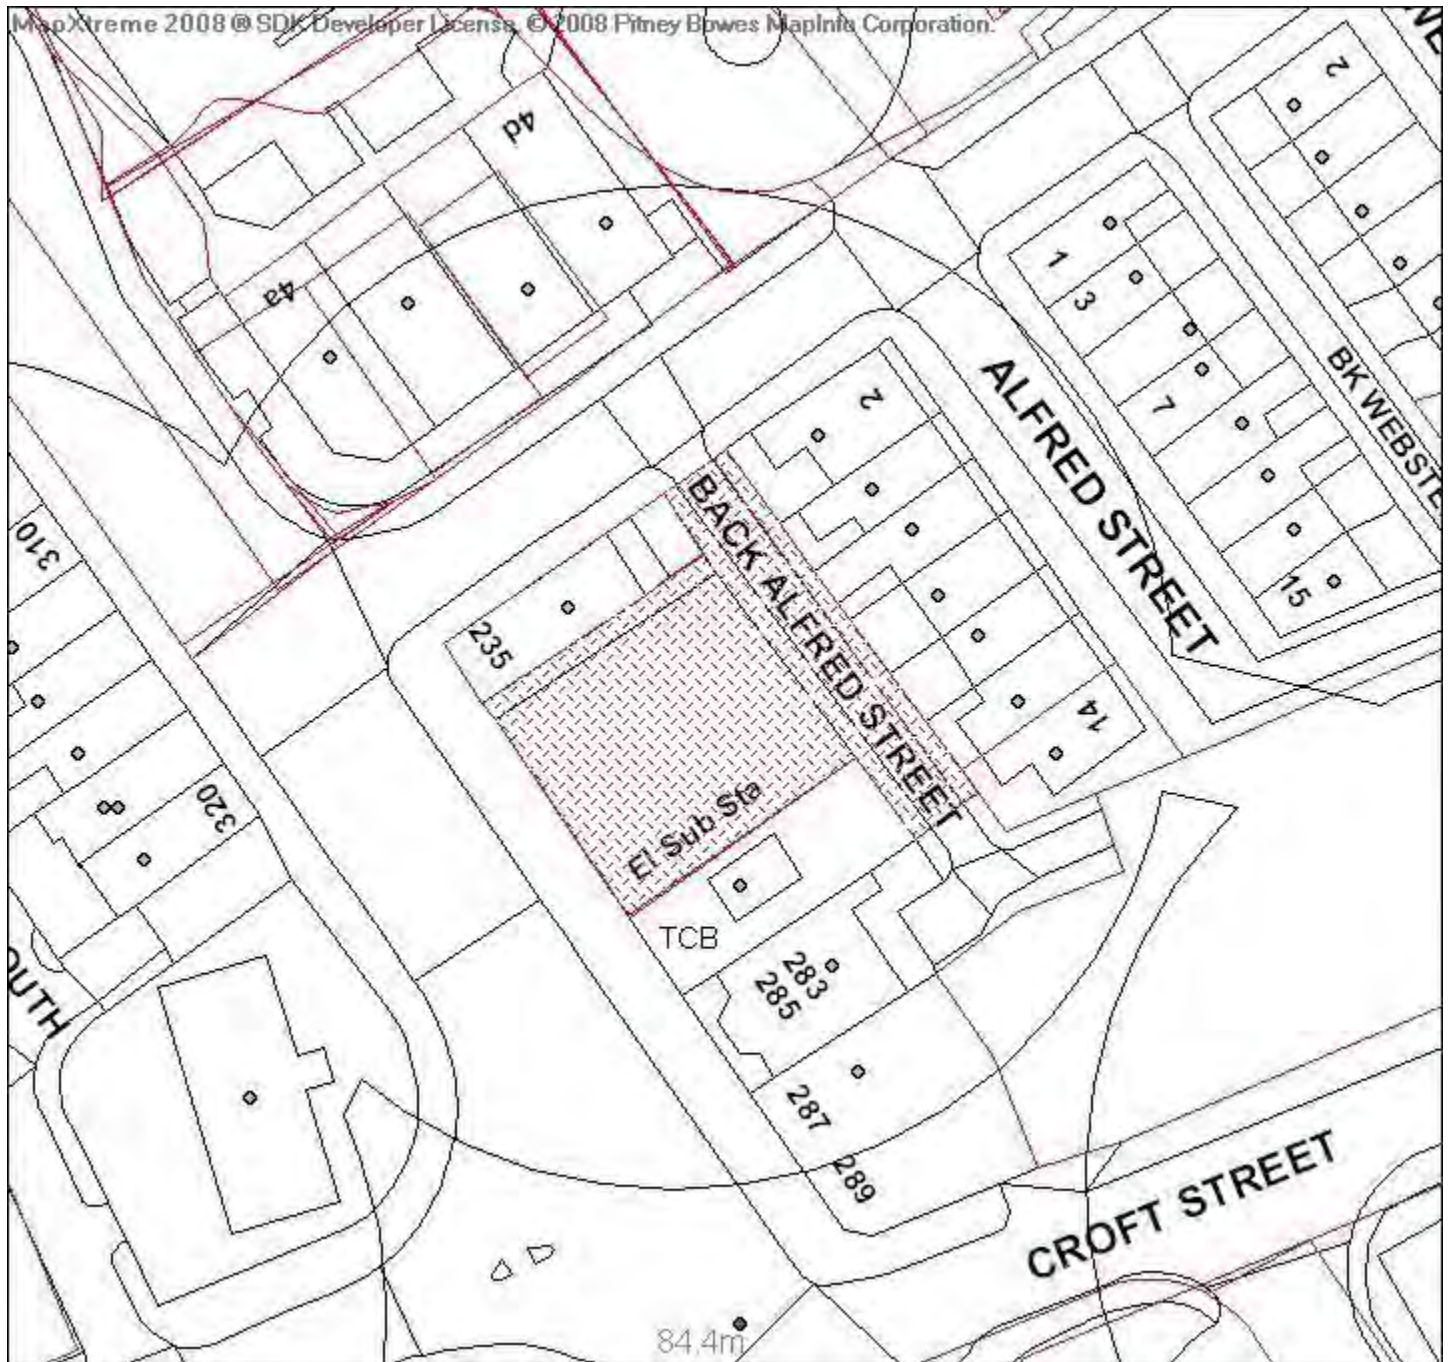 MapXtreme 2008 ® SDK Developer License. © 2008 Pitney Bowes MapInfo Corporation.
2
4d
1
3
4a
ALFRED STREET
BK WEBSTE
2
7
310
BACK ALFRED STREET
15
235
14
320
El Sub Sta
TCB
283
285
OUTH
287
289
CROFT STREET
84.4m